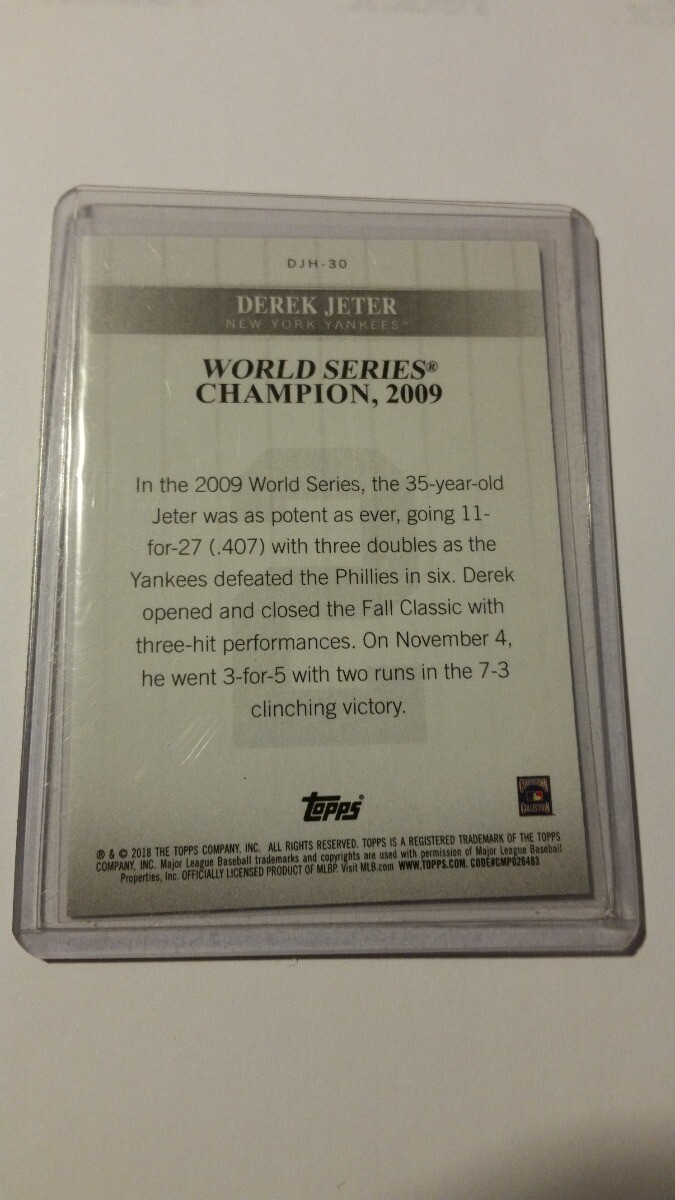 DJH-30
DEREK JETER
NEW YORK YANKEES®
WORLD SERIES®
CHAMPION, 2009
In the 2009 World Series, the 35-year-old
Jeter was as potent as ever, going 11-
for-27 (.407) with three doubles as the
Yankees defeated the Phillies in six. Derek
opened and closed the Fall Classic with
three-hit performances. On November 4,
he went 3-for-5 with two runs in the 7-3
clinching victory.
topps®
COOPERSTOWN
COLLECTION
® & © 2018 THE TOPPS COMPANY, INC. ALL RIGHTS RESERVED. TOPPS IS A REGISTERED TRADEMARK OF THE TOPPS
COMPANY, INC. Major League Baseball trademarks and copyrights are used with permission of Major League Baseball
Properties, Inc. OFFICIALLY LICENSED PRODUCT OF MLBP. Visit MLB.com WWW.TOPPS.COM. CODE#CMP026483